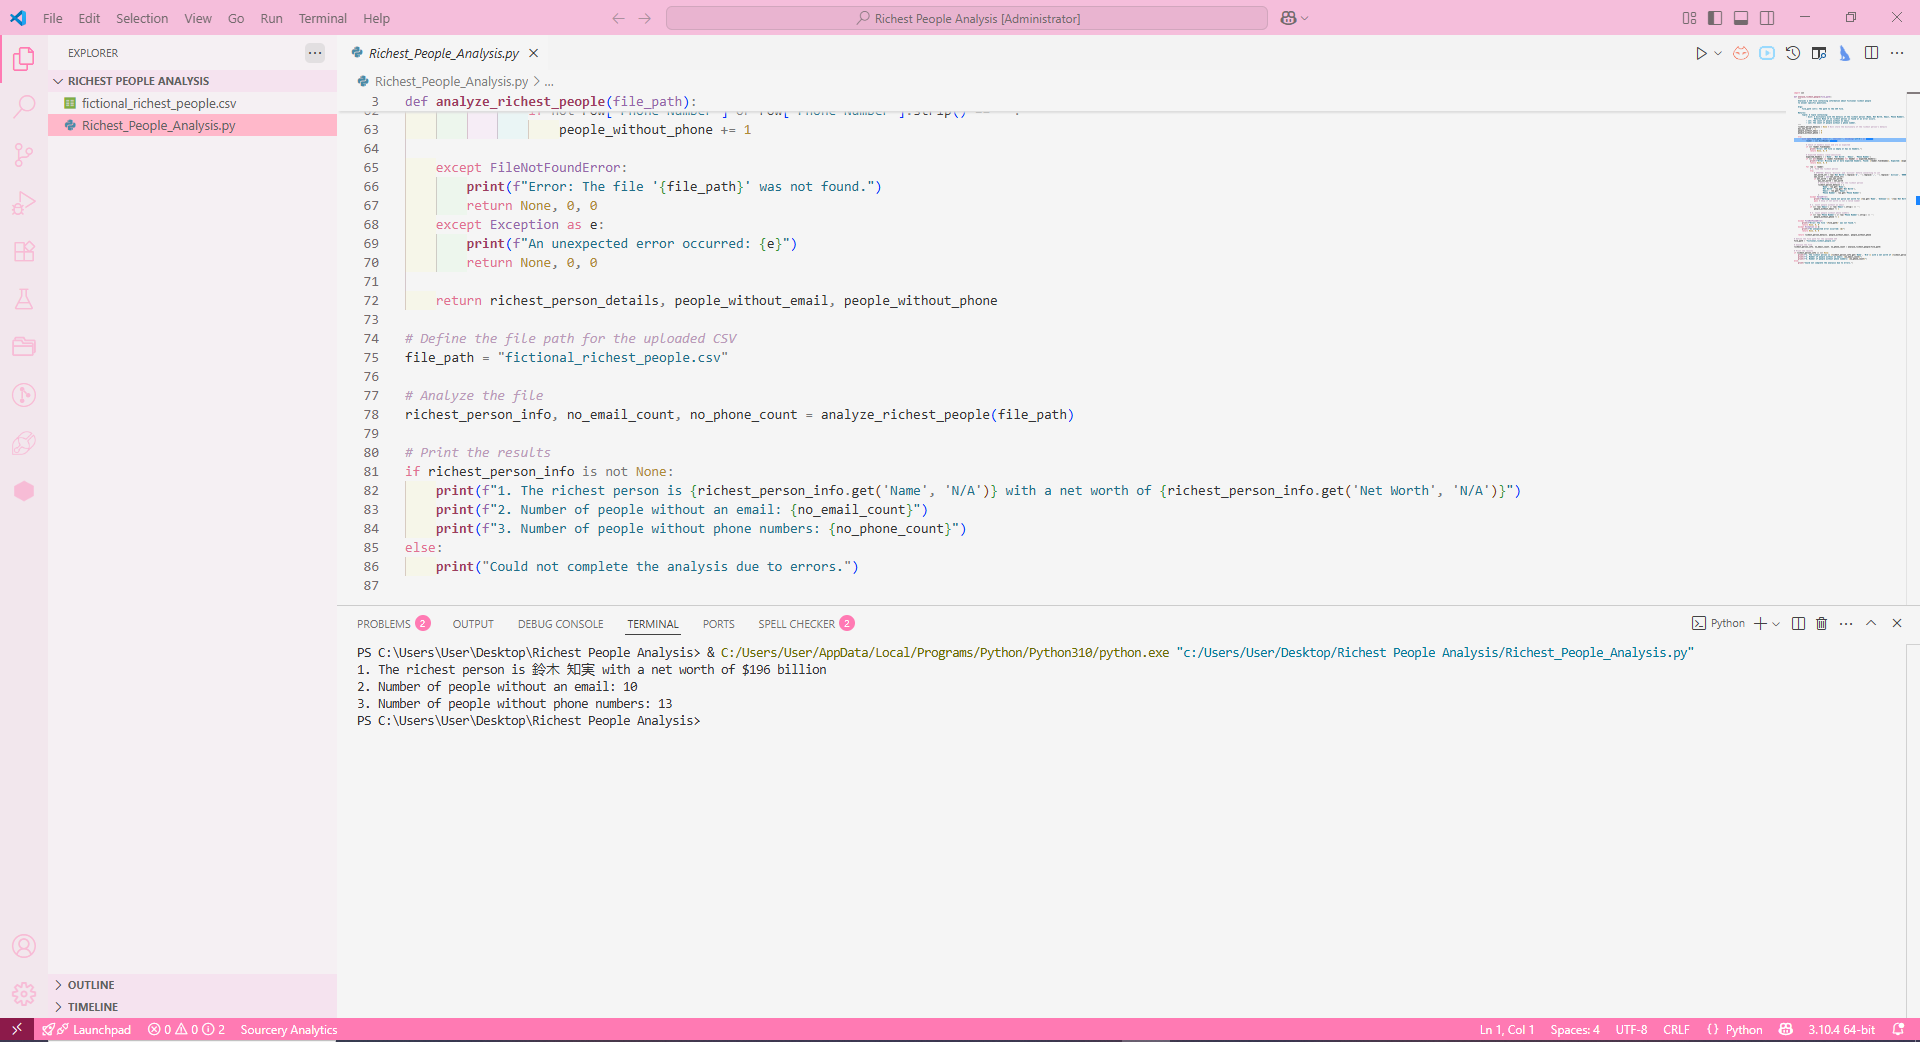 File Edit Selection View Go Run Terminal Help
Richest People Analysis [Administrator]
EXPLORER
RICHEST PEOPLE ANALYSIS
fictional_richest_people.csv
Richest_People_Analysis.py
OUTLINE
TIMELINE
Richest_People_Analysis.py
Richest_People_Analysis.py > ...
3 def analyze_richest_people(file_path):
63 people_without_phone += 1
64
65 except FileNotFoundError:
66 print(f"Error: The file '{file_path}' was not found.")
67 return None, 0, 0
68 except Exception as e:
69 print(f"An unexpected error occurred: {e}")
70 return None, 0, 0
71
72 return richest_person_details, people_without_email, people_without_phone
73
74 # Define the file path for the uploaded CSV
75 file_path = "fictional_richest_people.csv"
76
77 # Analyze the file
78 richest_person_info, no_email_count, no_phone_count = analyze_richest_people(file_path)
79
80 # Print the results
81 if richest_person_info is not None:
82 print(f"1. The richest person is {richest_person_info.get('Name', 'N/A')} with a net worth of {richest_person_info.get('Net Worth', 'N/A')}")
83 print(f"2. Number of people without an email: {no_email_count}")
84 print(f"3. Number of people without phone numbers: {no_phone_count}")
85 else:
86 print("Could not complete the analysis due to errors.")
87
PROBLEMS 2 OUTPUT DEBUG CONSOLE TERMINAL PORTS SPELL CHECKER 2
Python
PS C:\Users\User\Desktop\Richest People Analysis> & C:/Users/User/AppData/Local/Programs/Python/Python310/python.exe "c:/Users/User/Desktop/Richest People Analysis/Richest_People_Analysis.py"
1. The richest person is 鈴木 知実 with a net worth of $196 billion
2. Number of people without an email: 10
3. Number of people without phone numbers: 13
PS C:\Users\User\Desktop\Richest People Analysis>
Launchpad 0 0 2 Sourcery Analytics
Ln 1, Col 1 Spaces: 4 UTF-8 CRLF {} Python 3.10.4 64-bit